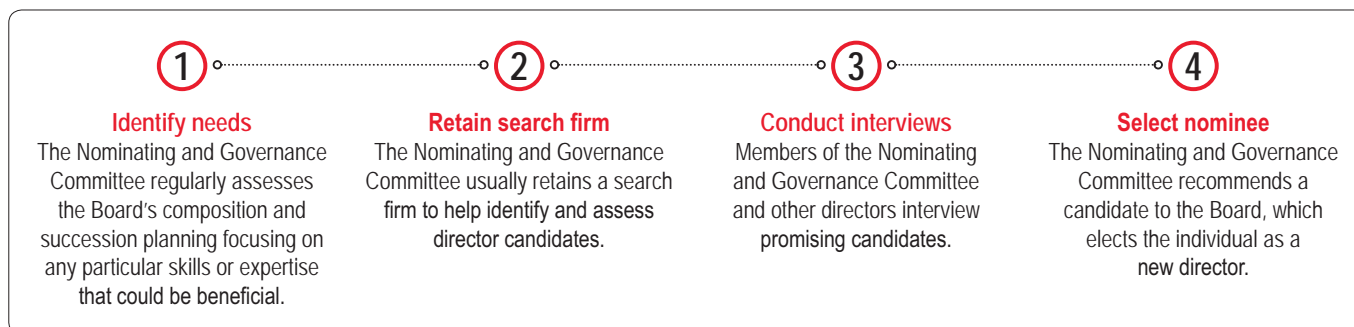 1
Identify needs
The Nominating and Governance
Committee regularly assesses
the Board's composition and
succession planning focusing on
any particular skills or expertise
that could be beneficial.
2
Retain search firm
The Nominating and Governance
Committee usually retains a search
firm to help identify and assess
director candidates.
3
Conduct interviews
Members of the Nominating
and Governance Committee
and other directors interview
promising candidates.
4
Select nominee
The Nominating and Governance
Committee recommends a
candidate to the Board, which
elects the individual as a
new director.